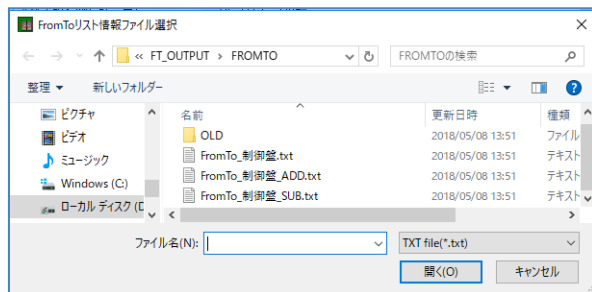 FromToリスト情報ファイル選択
« FT_OUTPUT > FROMTO
FROMTOの検索
整理 新しいフォルダー
ピクチャ
ビデオ
ミュージック
Windows (C:)
ローカル ディスク (D
名前 更新日時 種類
OLD 2018/05/08 13:51 ファイル
FromTo_制御盤.txt 2018/05/08 13:51 テキスト
FromTo_制御盤_ADD.txt 2018/05/08 13:51 テキスト
FromTo_制御盤_SUB.txt 2018/05/08 13:51 テキスト
ファイル名(N): TXT file(*.txt)
開く(O) キャンセル